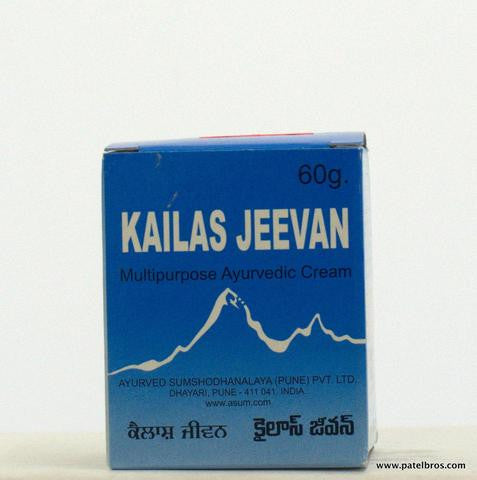 60g.
KAILAS JEEVAN
Multipurpose Ayurvedic Cream
AYURVED SUMSHODHANALAYA (PUNE) PVT. LTD.
DHAYARI, PUNE - 411 041. INDIA
www.asum.com
ਕੈਲਾਸ਼ ਜੀਵਨ కైలాస్ జీవన్
www.patelbros.com